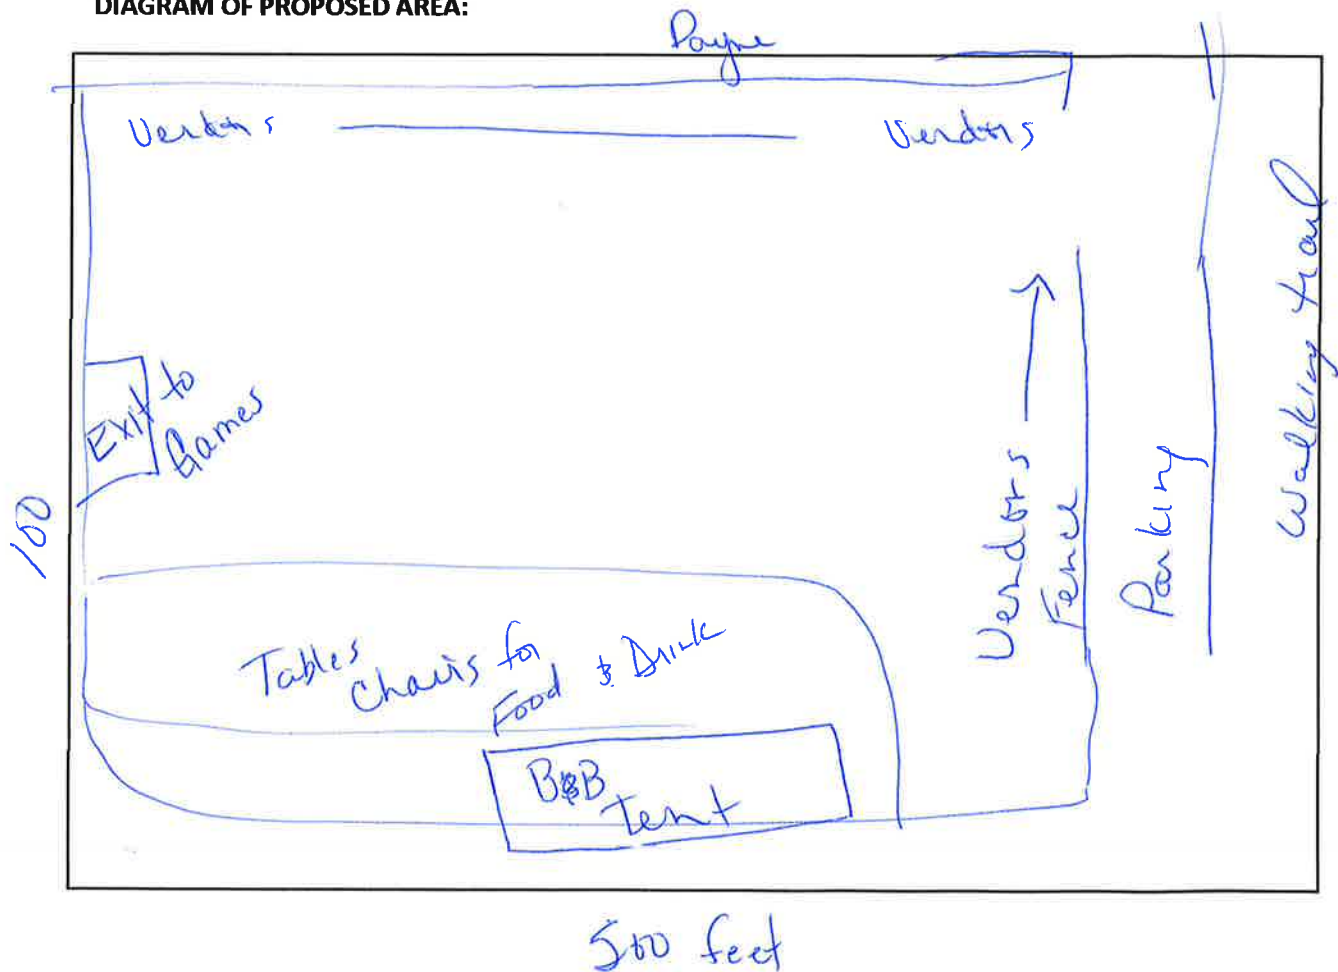 DIAGRAM OF PROPOSED AREA:
Payne
Vendors
Vendors
Walking trail
Exit to
Games
Vendors
Fence
Parking
100
Tables
Chairs for
Food & Drink
B&B
Tent
500 feet